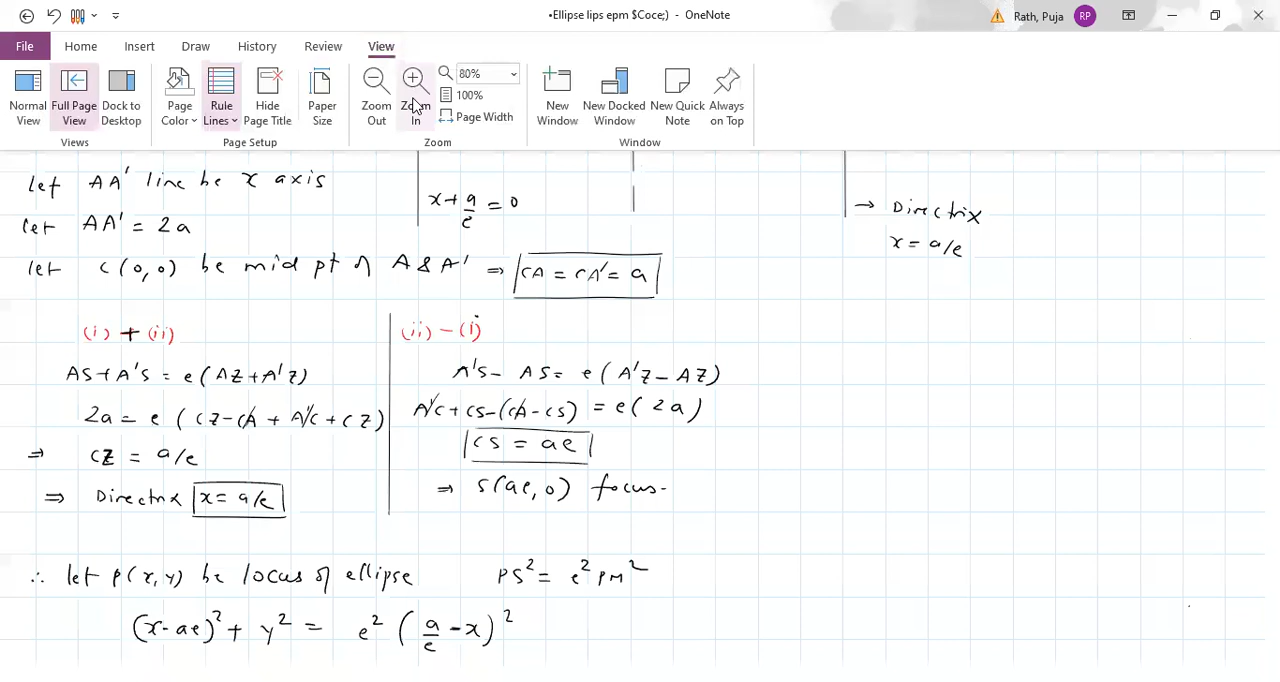 •Ellipse lips epm $Coce;) - OneNote
Rath, Puja RP
File Home Insert Draw History Review View
Normal View
Full Page View
Dock to Desktop
Page Color
Rule Lines
Hide Page Title
Paper Size
Zoom Out
Zoom In
80%
100%
Page Width
New Window
New Docked Window
New Quick Note
Always on Top
Views
Page Setup
Zoom
Window
let AA' line be x axis
let AA' = 2a
let C(0,0) be mid pt of A & A' ⇒ CA = CA' = a
x + a/e = 0
→ Directrix
x = a/e
(i) + (ii)
AS + A'S = e(AZ + A'Z)
2a = e (CZ - CA + A'C + CZ)
⇒ CZ = a/e
⇒ Directrix x = a/e
(ii) - (i)
A'S - AS = e(A'Z - AZ)
A'C + CS - (CA - CS) = e(2a)
CS = ae
⇒ S(ae, 0) focus.
∴ let P(x,y) be locus of ellipse PS² = e² PM²
(x - ae)² + y² = e² (a/e - x)²